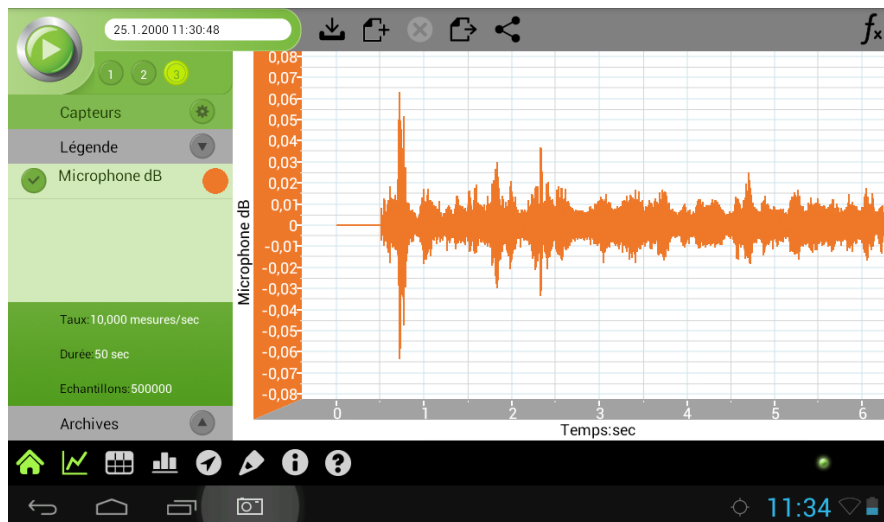 25.1.2000 11:30:48
fx
1 2 3
Capteurs
Légende
Microphone dB
Taux:10,000 mesures/sec
Durée:50 sec
Echantillons:500000
Archives
Microphone dB
0,08
0,07
0,06
0,05
0,04
0,03
0,02
0,01
0
-0,01
-0,02
-0,03
-0,04
-0,05
-0,06
-0,07
-0,08
0 1 2 3 4 5 6
Temps:sec
11:34